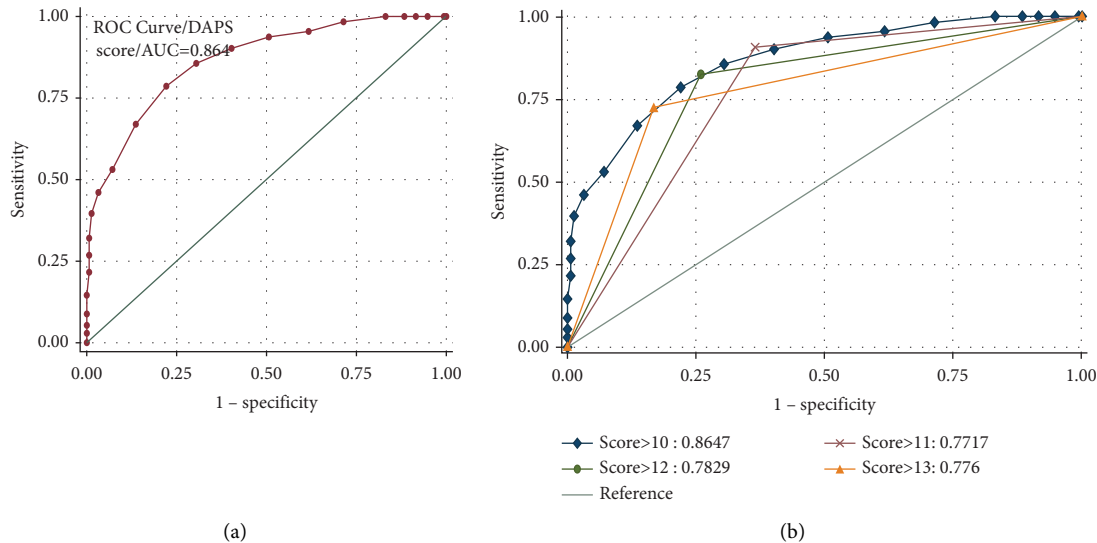 1.00
0.75
0.50
0.25
0.00
Sensitivity
ROC Curve/DAPS
score/AUC=0.864
0.00 0.25 0.50 0.75 1.00
1 – specificity
(a)
1.00
0.75
0.50
0.25
0.00
Sensitivity
0.00 0.25 0.50 0.75 1.00
1 – specificity
Score>10 : 0.8647 Score>11: 0.7717
Score>12 : 0.7829 Score>13: 0.776
Reference
(b)